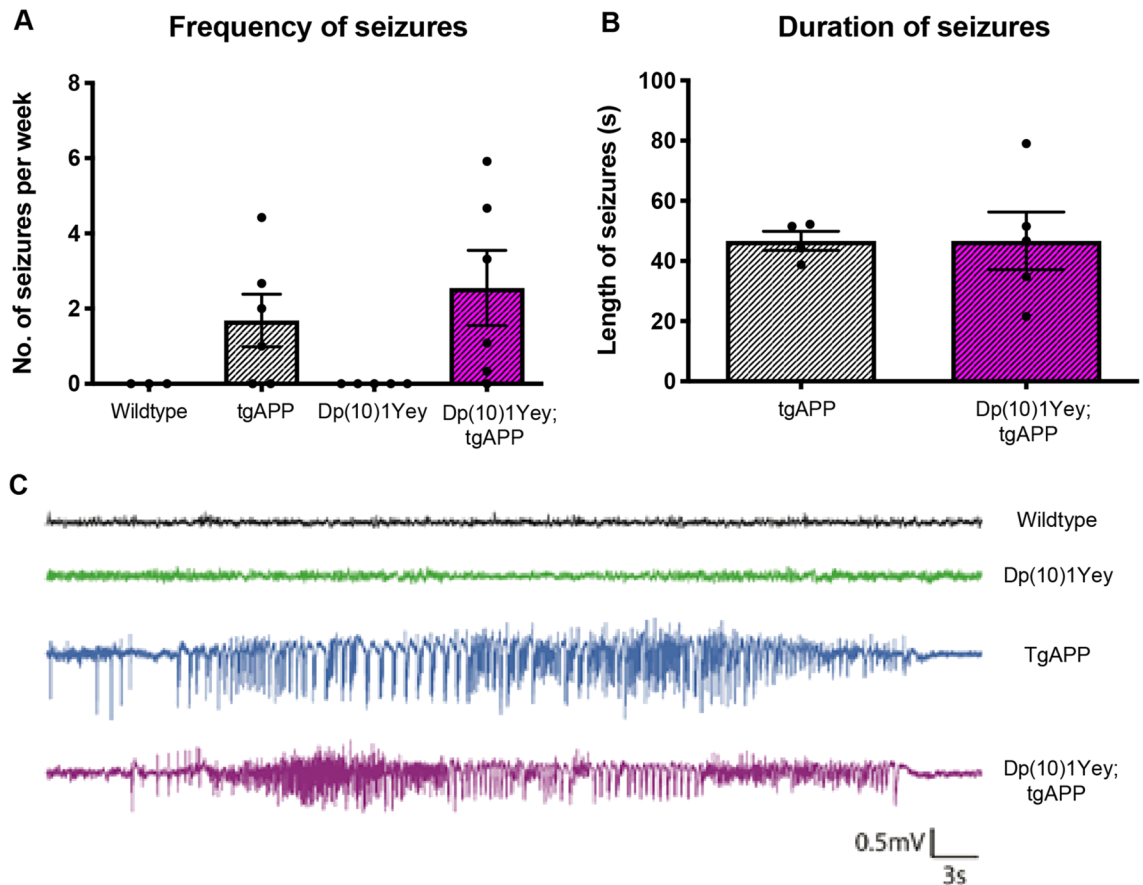 A
Frequency of seizures
No. of seizures per week
8
6
4
2
0
Wildtype
tgAPP
Dp(10)1Yey
Dp(10)1Yey;
tgAPP
B
Duration of seizures
Length of seizures (s)
100
80
60
40
20
0
tgAPP
Dp(10)1Yey;
tgAPP
C
Wildtype
Dp(10)1Yey
TgAPP
Dp(10)1Yey;
tgAPP
0.5mV
3s